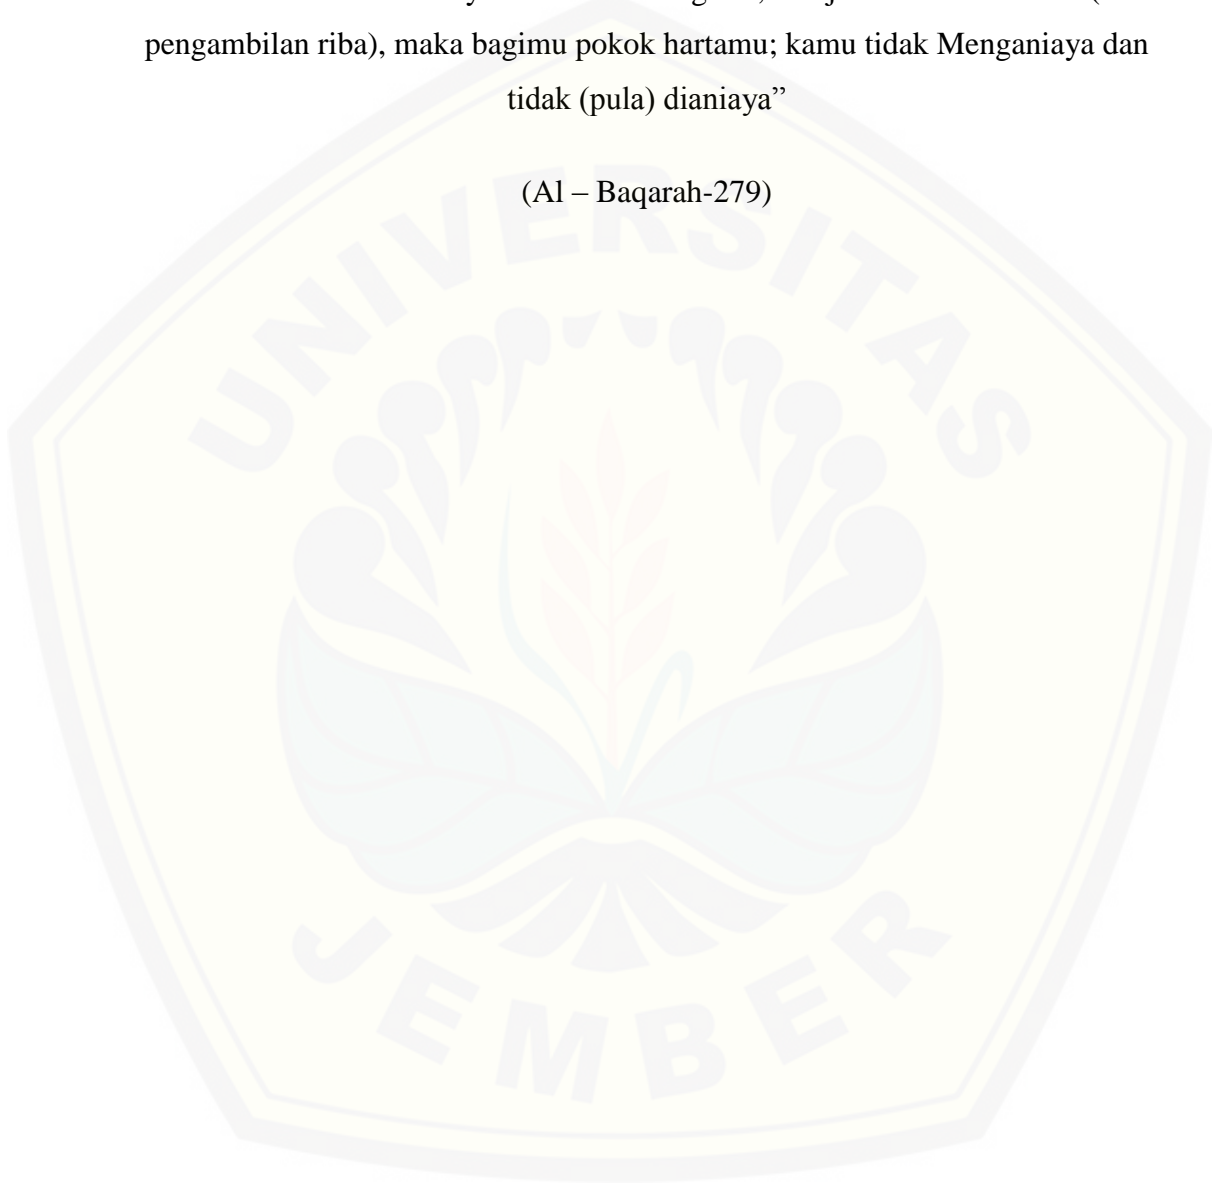 pengambilan riba), maka bagimu pokok hartamu; kamu tidak Menganiaya dan
tidak (pula) dianiaya”
(Al – Baqarah-279)
UNIVERSITAS
JEMBER